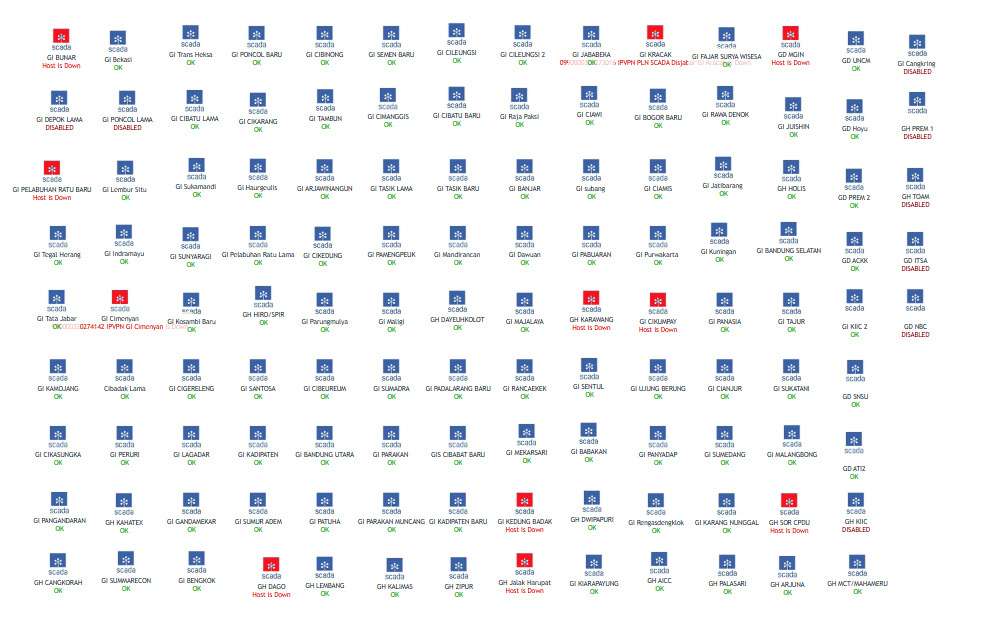 scada scada scada scada scada scada scada scada scada scada scada scada scada scada
GI BUNAR GI Bekasi GI Trans Heksa GI PONCOL BARU GI CIBINONG GI SEMEN BARU GI CILEUNGSI GI CILEUNGSI 2 GI JABABEKA GI KRACAK GI FAJAR SURYA WISESA GD MGIN GD UNCM GI Cangkring
Host Is Down OK OK OK OK OK OK OK OK IPVPN PLN SCADA Disjabar GI Kracak is Down OK Host Is Down OK DISABLED
scada scada scada scada scada scada scada scada scada scada scada scada scada scada
GI DEPOK LAMA GI PONCOL LAMA GI CIBATU LAMA GI CIKARANG GI TAMBUN GI CIMANGGIS GI CIBATU BARU GI Raja Paksi GI CIAWI GI BOGOR BARU GI RAWA DENOK GI JUISHIN GD Hoyu GH PREM 1
DISABLED DISABLED OK OK OK OK OK OK OK OK OK OK OK DISABLED
scada scada scada scada scada scada scada scada scada scada scada scada scada scada
GI PELABUHAN RATU BARU GI Lembur Situ GI Sukamandi GI Haurgeulis GI ARJAWINANGUN GI TASIK LAMA GI TASIK BARU GI BANJAR GI subang GI CIAMIS GI Jatibarang GH HOLIS GD PREM 2 GH TOAM
Host Is Down OK OK OK OK OK OK OK OK OK OK OK OK DISABLED
scada scada scada scada scada scada scada scada scada scada scada scada scada scada
GI Tegal Herang GI Indramayu GI SUNYARAGI GI Pelabuhan Ratu Lama GI CIKEDUNG GI PAMENGPEUK GI Mandirancan GI Dawuan GI PABUARAN GI Purwakarta GI Kuningan GI BANDUNG SELATAN GD ACKK GD ITSA
OK OK OK OK OK OK OK OK OK OK OK OK OK DISABLED
scada scada scada scada scada scada scada scada scada scada scada scada scada scada
GI Tata Jabar GI Cimenyan GI Kosambi Baru GH HIRO/SPIR GI Parungmulya GI Maligi GH DAYEUHKOLOT GI MAJALAYA GH KARAWANG GI CIKUMPAY GI PANASIA GI TAJUR GI KIIC 2 GD NBC
OK 0274142 IPVPN GI Cimenyan is Down OK OK OK OK OK OK Host Is Down Host Is Down OK OK OK DISABLED
scada scada scada scada scada scada scada scada scada scada scada scada scada
GI KAMOJANG Cibadak Lama GI CIGERELENG GI SANTOSA GI CIBEUREUM GI SUMADRA GI PADALARANG BARU GI RANCAEKEK GI SENTUL GI UJUNG BERUNG GI CIANJUR GI SUKATANI GD SNSU
OK OK OK OK OK OK OK OK OK OK OK OK OK
scada scada scada scada scada scada scada scada scada scada scada scada scada
GI CIKASUNGKA GI PERURI GI LAGADAR GI KADIPATEN GI BANDUNG UTARA GI PARAKAN GIS CIBABAT BARU GI MEKARSARI GI BABAKAN GI PANYADAP GI SUMEDANG GI MALANGBONG GD ATI2
OK OK OK OK OK OK OK OK OK OK OK OK OK
scada scada scada scada scada scada scada scada scada scada scada scada scada
GI PANGANDARAN GH KAHATEX GI GANDAMEKAR GI SUMUR ADEM GI PATUHA GI PARAKAN MUNCANG GI KADIPATEN BARU GI KEDUNG BADAK GH DWIPAPURI GI Rengasdengklok GI KARANG NUNGGAL GH SOR CPDU GH KIIC
OK OK OK OK OK OK OK Host Is Down OK OK OK Host Is Down DISABLED
scada scada scada scada scada scada scada scada scada scada scada scada scada
GH CANGKORAH GI SUMMARECON GI BENGKOK GH DAGO GH LEMBANG GH KALIMAS GH ZIPUR GH Jalak Harupat GI KIARAPAYUNG GH AICC GH PALASARI GH ARJUNA GH MCT/MAHAMERU
OK OK OK Host Is Down OK OK OK Host Is Down OK OK OK OK OK